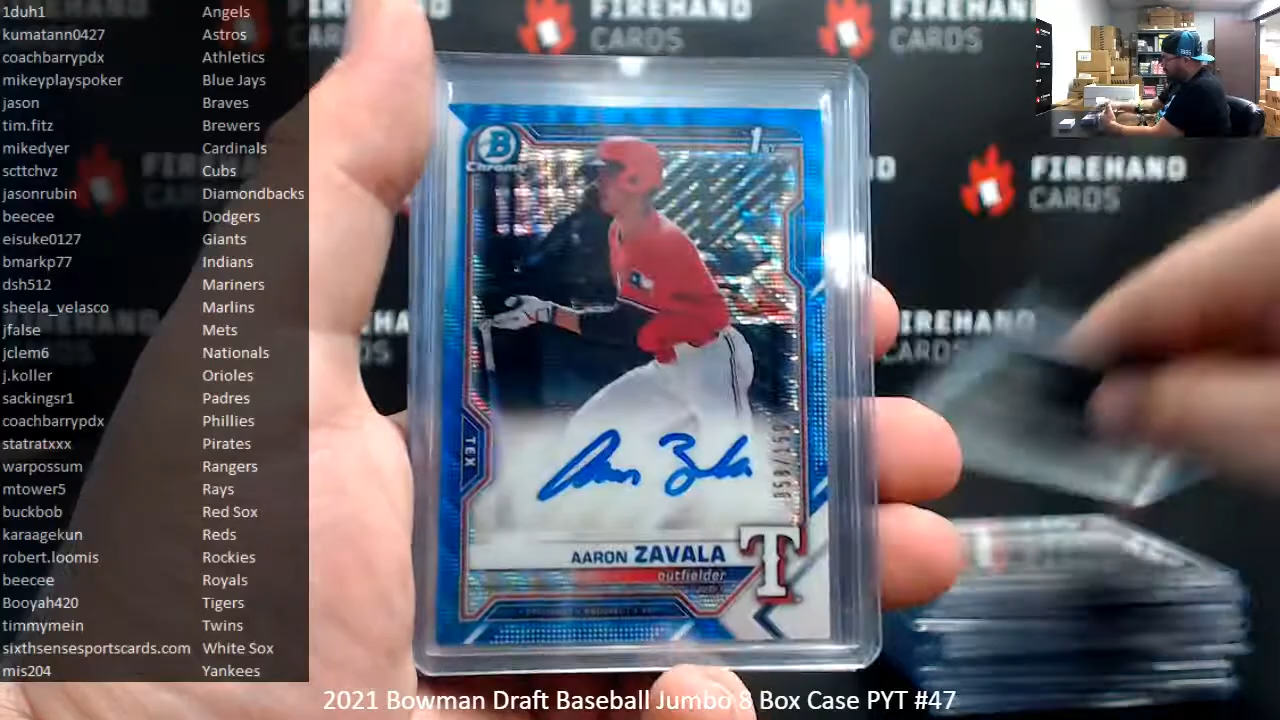 1duh1 Angels
kumatann0427 Astros
coachbarrypdx Athletics
mikeyplayspoker Blue Jays
jason Braves
tim.fitz Brewers
mikedyer Cardinals
scttchvz Cubs
jasonrubin Diamondbacks
beecee Dodgers
eisuke0127 Giants
bmarkp77 Indians
dsh512 Mariners
sheela_velasco Marlins
jfalse Mets
jclem6 Nationals
j.koller Orioles
sackingsr1 Padres
coachbarrypdx Phillies
statratxxx Pirates
warpossum Rangers
mtower5 Rays
buckbob Red Sox
karaagekun Reds
robert.loomis Rockies
beecee Royals
Booyah420 Tigers
timmymein Twins
sixthsensesportscards.com White Sox
mis204 Yankees
FIREHAND
CARDS
FIREHAND
CARDS
FIREHAND
CARDS
B
Chrome
1ST
TEX
Aaron Zavala
AARON ZAVALA
outfielder
T
2021 Bowman Draft Baseball Jumbo 8 Box Case PYT #47